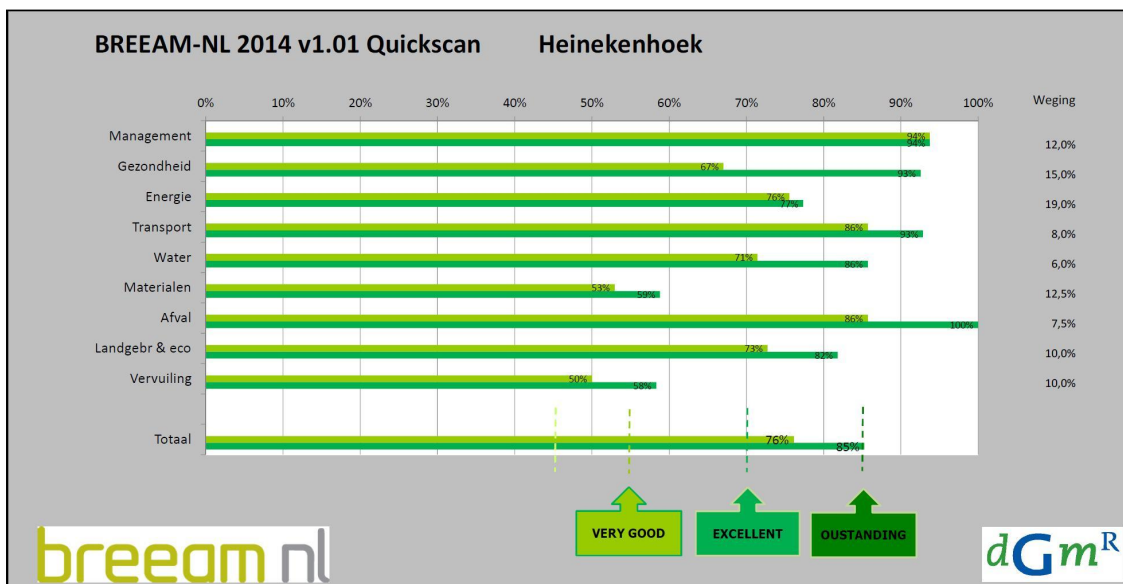 BREEAM-NL 2014 v1.01 Quickscan Heinekenhoek
0% 10% 20% 30% 40% 50% 60% 70% 80% 90% 100% Weging
Management 94% 94% 12,0%
Gezondheid 67% 93% 15,0%
Energie 76% 77% 19,0%
Transport 86% 93% 8,0%
Water 71% 86% 6,0%
Materialen 53% 59% 12,5%
Afval 86% 100% 7,5%
Landgebr & eco 73% 82% 10,0%
Vervuiling 50% 58% 10,0%
Totaal 76% 85%
VERY GOOD EXCELLENT OUSTANDING
breeam nl dGmR